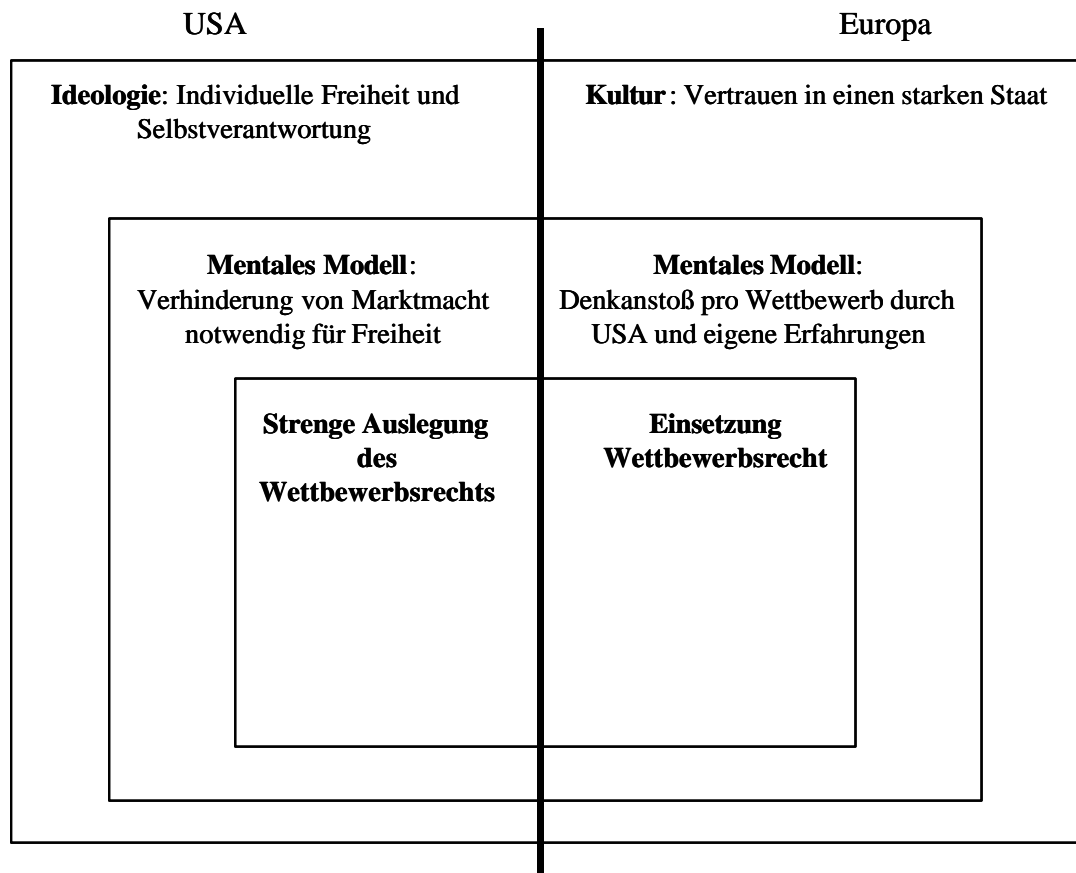 USA
Europa
Ideologie: Individuelle Freiheit und
Selbstverantwortung
Kultur : Vertrauen in einen starken Staat
Mentales Modell:
Verhinderung von Marktmacht
notwendig für Freiheit
Mentales Modell:
Denkanstoß pro Wettbewerb durch
USA und eigene Erfahrungen
Strenge Auslegung
des
Wettbewerbsrechts
Einsetzung
Wettbewerbsrecht